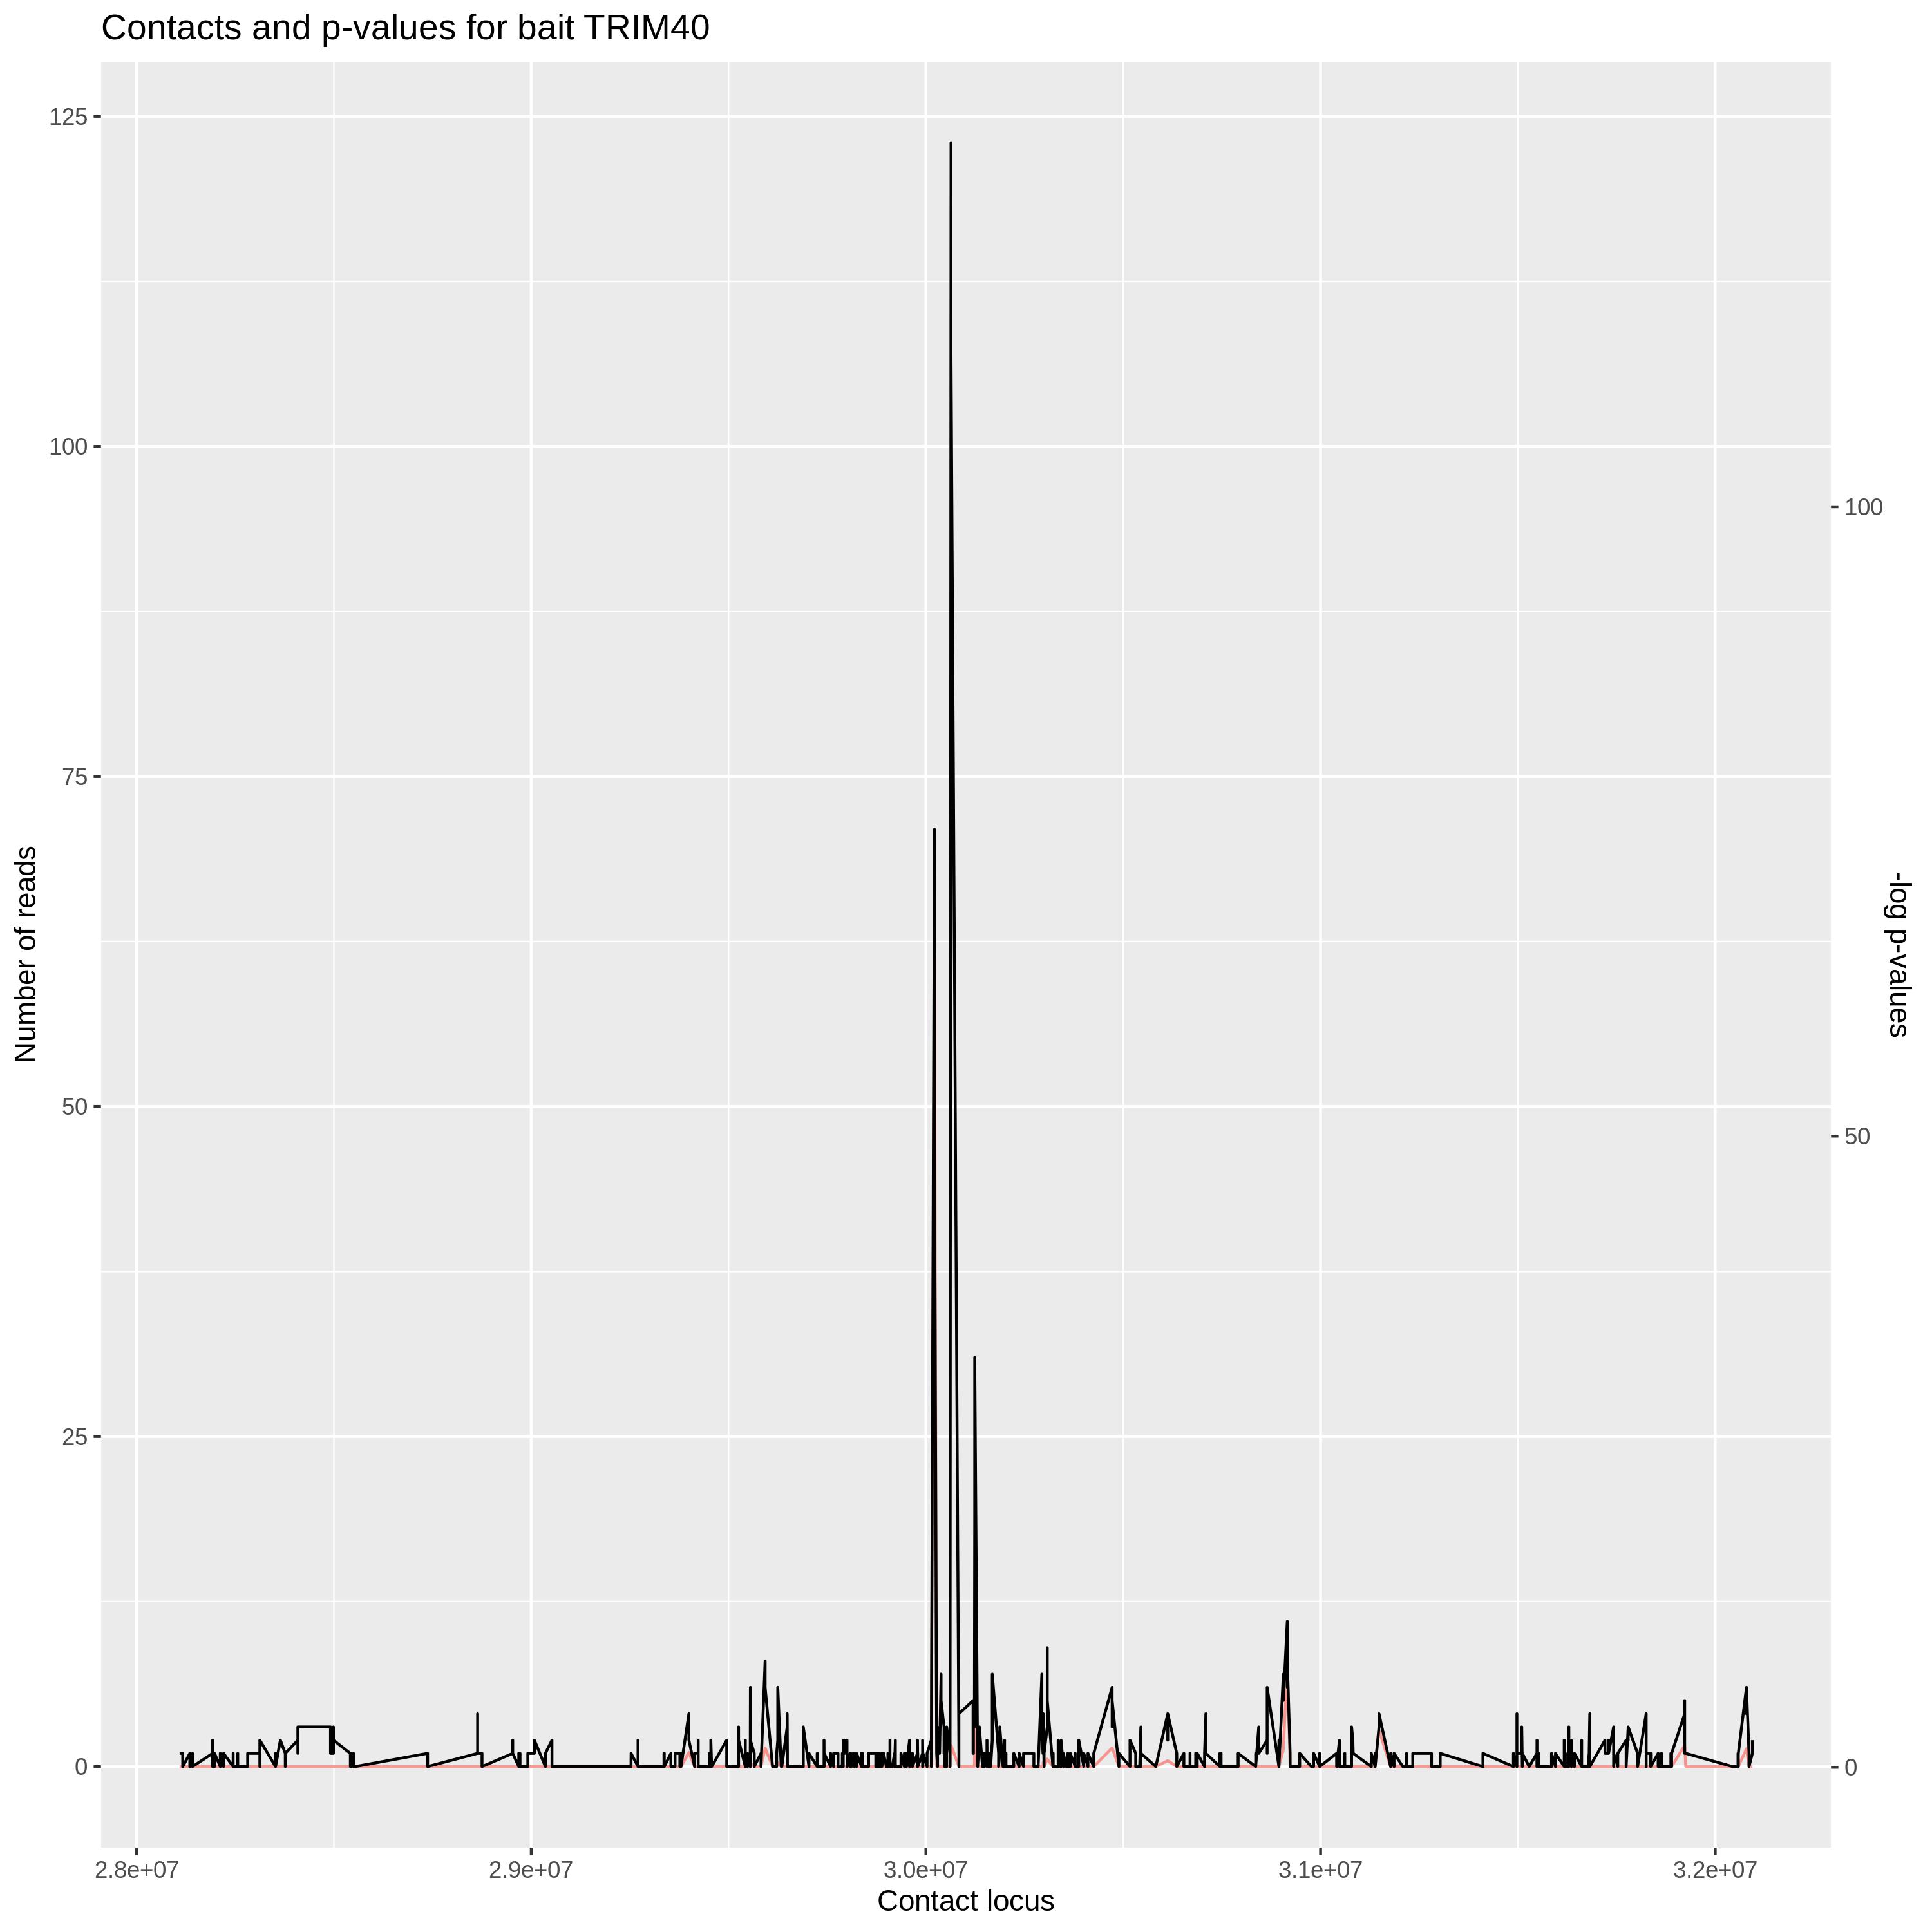 Contacts and p-values for bait TRIM40
125
100
75
50
25
0
Number of reads
100
50
0
-log p-values
2.8e+07
2.9e+07
3.0e+07
3.1e+07
3.2e+07
Contact locus